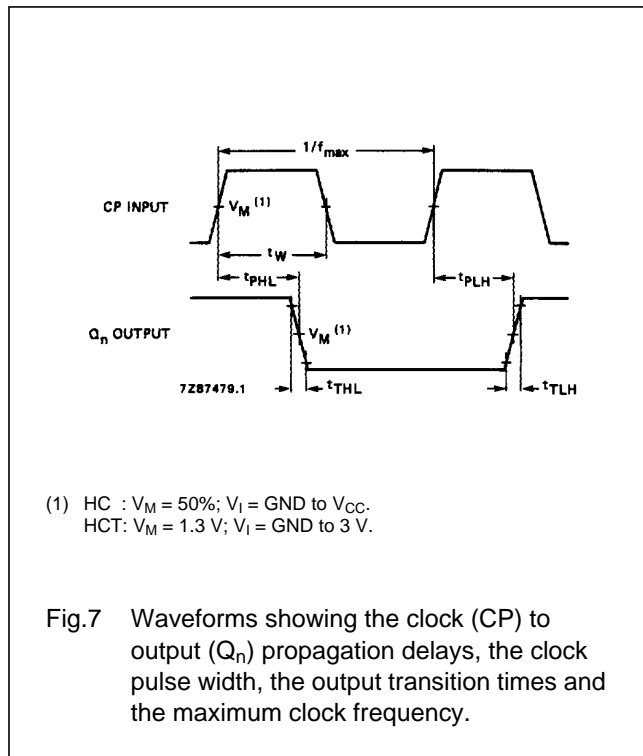 1/fmax
CP INPUT
VM (1)
tW
tPHL
tPLH
Qn OUTPUT
VM (1)
7Z87479.1
tTHL
tTLH
(1) HC : VM = 50%; VI = GND to VCC.
HCT: VM = 1.3 V; VI = GND to 3 V.
Fig.7 Waveforms showing the clock (CP) to
output (Qn) propagation delays, the clock
pulse width, the output transition times and
the maximum clock frequency.